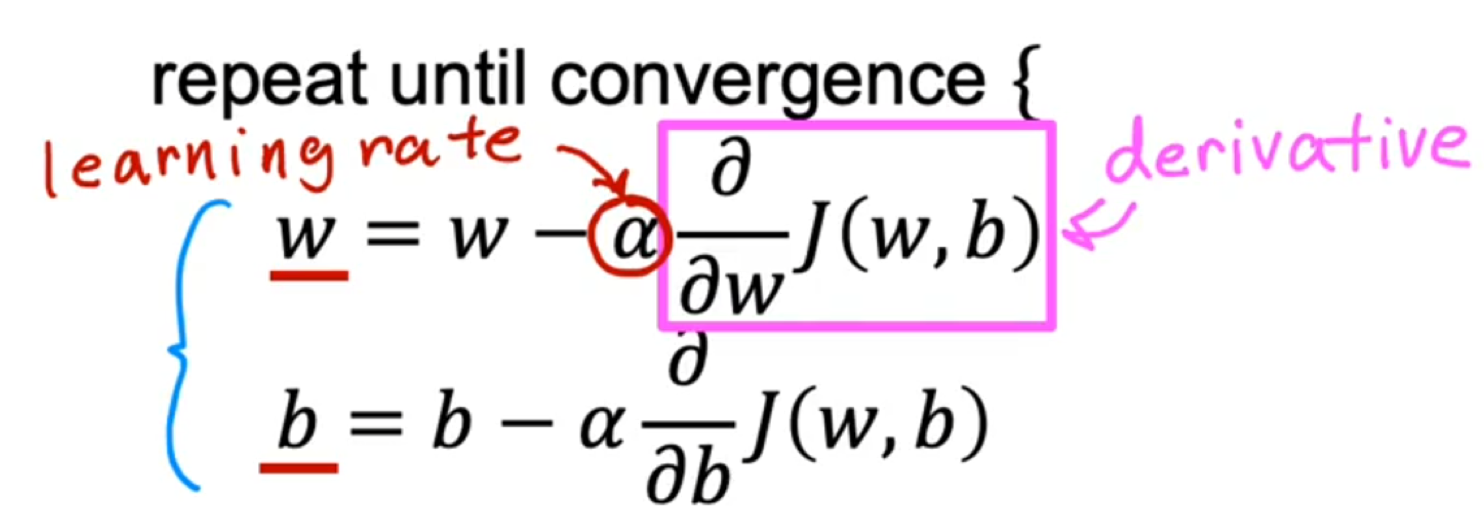 repeat until convergence {
learning rate
derivative
w = w − α ∂/∂w J(w, b)
b = b − α ∂/∂b J(w, b)